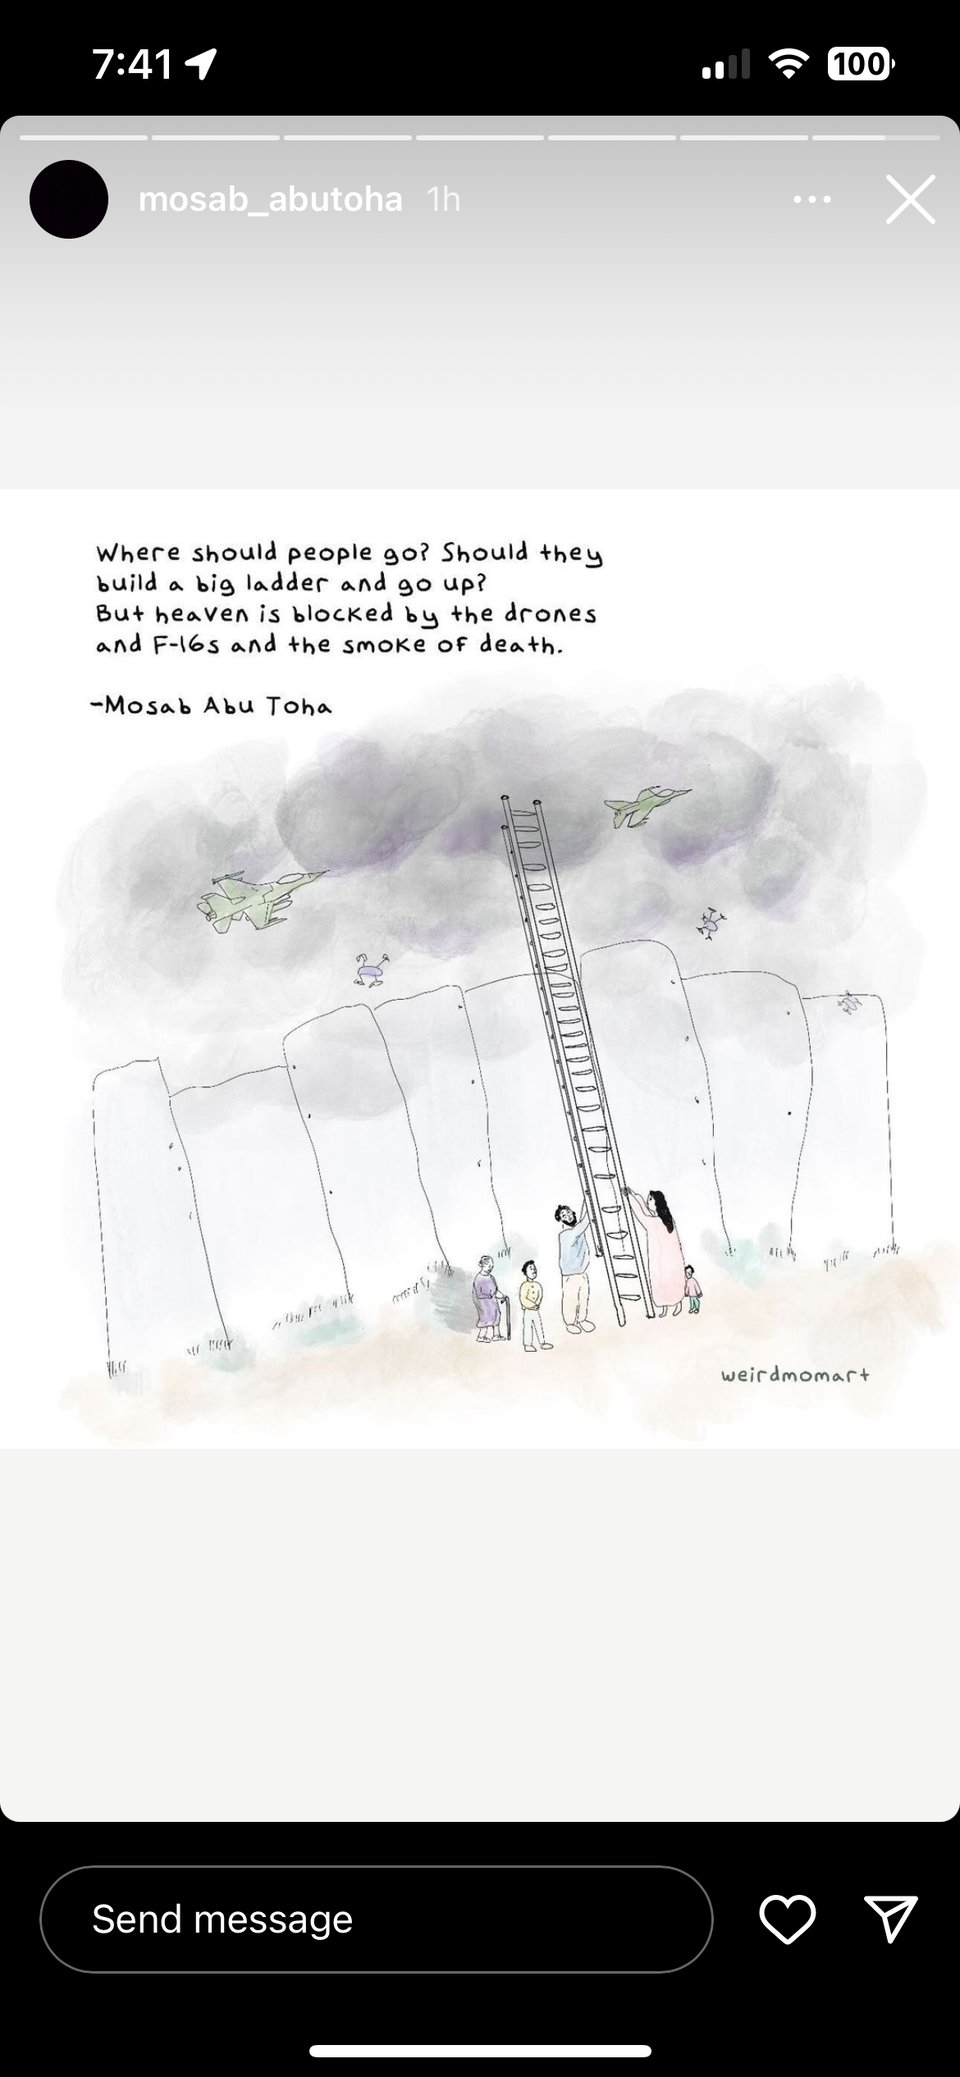 7:41
100
mosab_abutoha 1h
Where should people go? Should they
build a big ladder and go up?
But heaven is blocked by the drones
and F-16s and the smoke of death.
-Mosab Abu Toha
weirdmomart
Send message